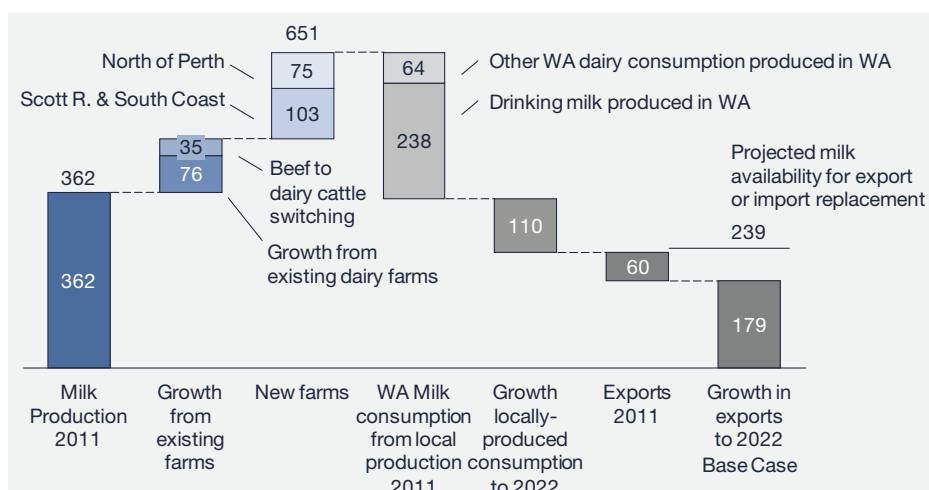 651
North of Perth
75
64
Other WA dairy consumption produced in WA
Scott R. & South Coast
103
Drinking milk produced in WA
35
238
76
Beef to
dairy cattle
switching
Projected milk
availability for export
or import replacement
362
110
239
Growth from
existing dairy farms
362
60
179
Milk
Production
2011
Growth
from
existing
farms
New farms
WA Milk
consumption
from local
production
2011
Growth
locally-
produced
consumption
to 2022
Exports
2011
Growth in
exports
to 2022
Base Case